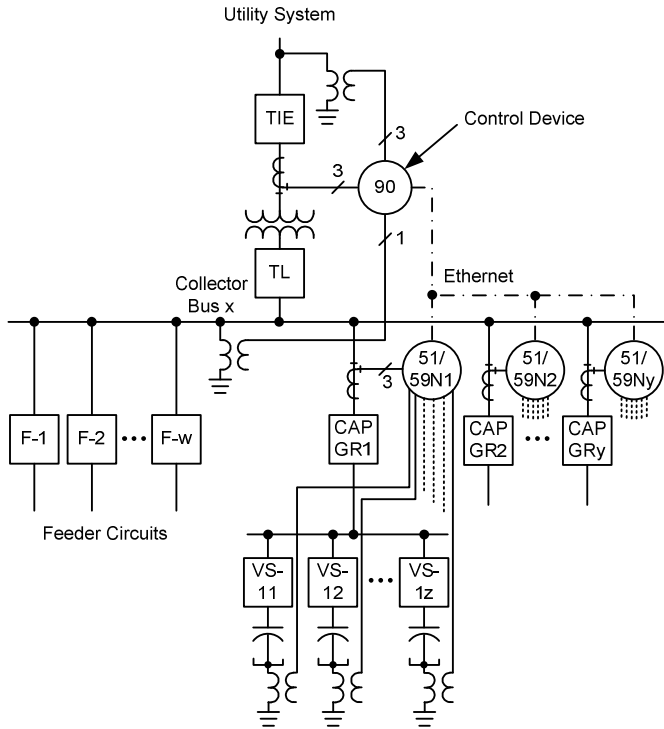 Utility System
TIE
3
Control Device
3
90
1
TL
Ethernet
Collector
Bus x
51/
59N1
51/
59N2
51/
59Ny
3
F-1
F-2
•••
F-w
CAP
GR1
CAP
GR2
•••
CAP
GRy
Feeder Circuits
VS-
11
VS-
12
•••
VS-
1z